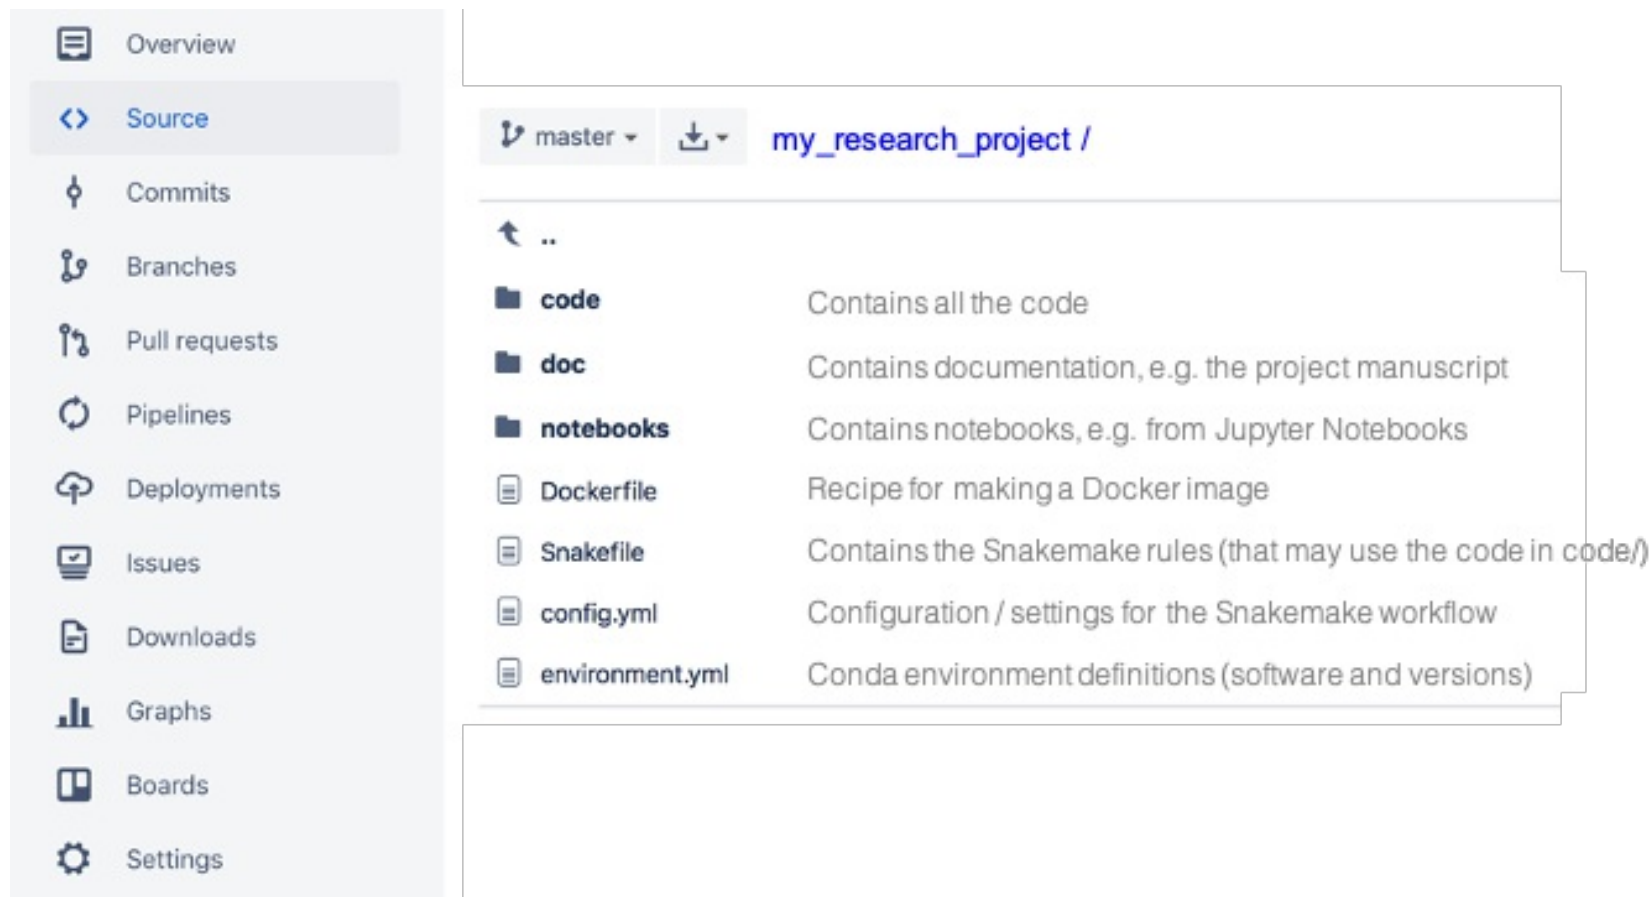 Overview
Source
Commits
Branches
Pull requests
Pipelines
Deployments
Issues
Downloads
Graphs
Boards
Settings
master my_research_project /
..
code Contains all the code
doc Contains documentation, e.g. the project manuscript
notebooks Contains notebooks, e.g. from Jupyter Notebooks
Dockerfile Recipe for making a Docker image
Snakefile Contains the Snakemake rules (that may use the code in code/)
config.yml Configuration / settings for the Snakemake workflow
environment.yml Conda environment definitions (software and versions)